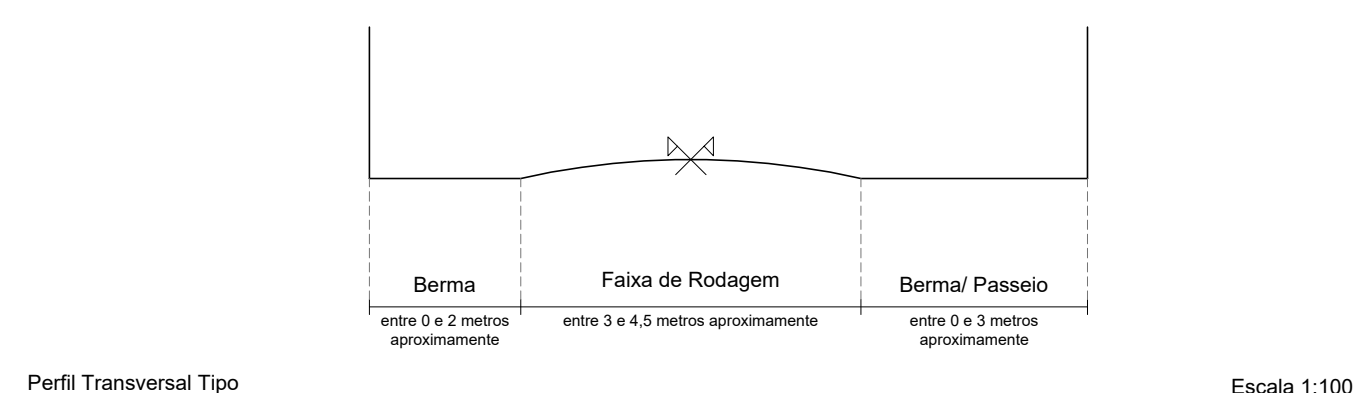 Berma
Faixa de Rodagem
Berma/ Passeio
entre 0 e 2 metros
aproximamente
entre 3 e 4,5 metros aproximamente
entre 0 e 3 metros
aproximamente
Perfil Transversal Tipo
Escala 1:100